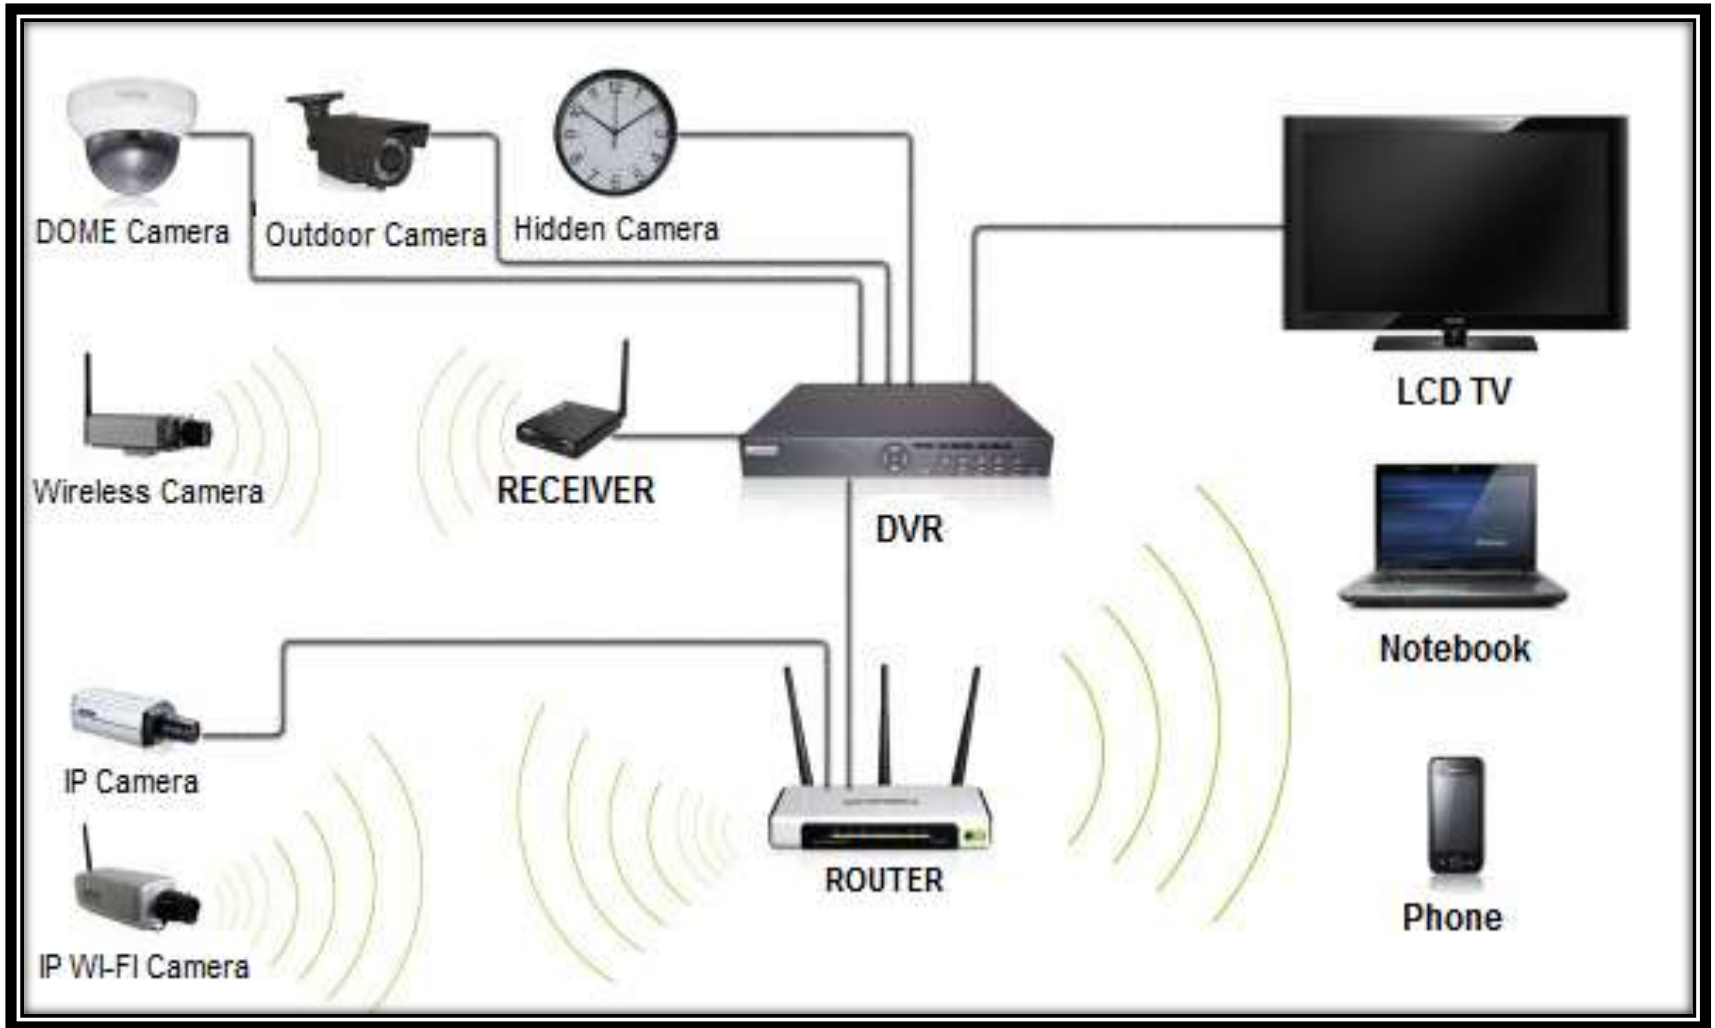 DOME Camera
Outdoor Camera
Hidden Camera
LCD TV
Wireless Camera
RECEIVER
DVR
Notebook
IP Camera
ROUTER
Phone
IP WI-FI Camera